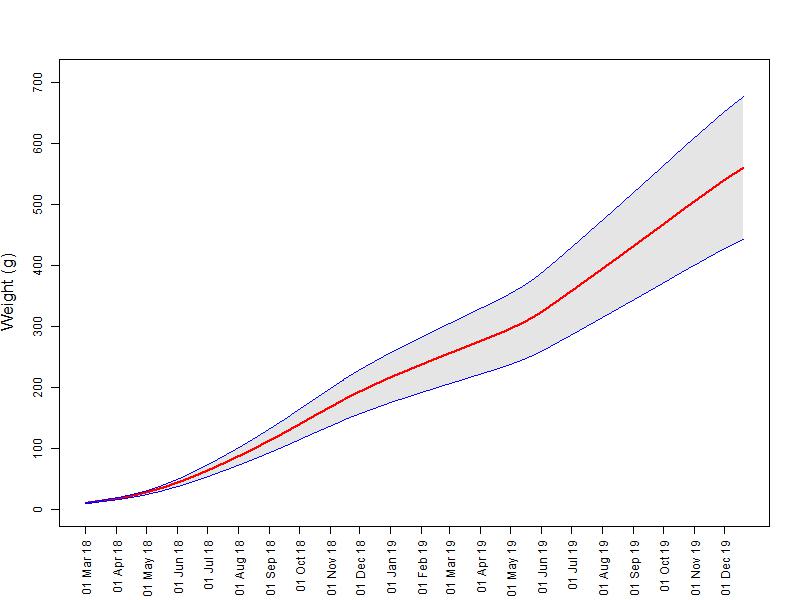 700
600
500
400
300
200
100
0
Weight (g)
01 Mar 18
01 Apr 18
01 May 18
01 Jun 18
01 Jul 18
01 Aug 18
01 Sep 18
01 Oct 18
01 Nov 18
01 Dec 18
01 Jan 19
01 Feb 19
01 Mar 19
01 Apr 19
01 May 19
01 Jun 19
01 Jul 19
01 Aug 19
01 Sep 19
01 Oct 19
01 Nov 19
01 Dec 19